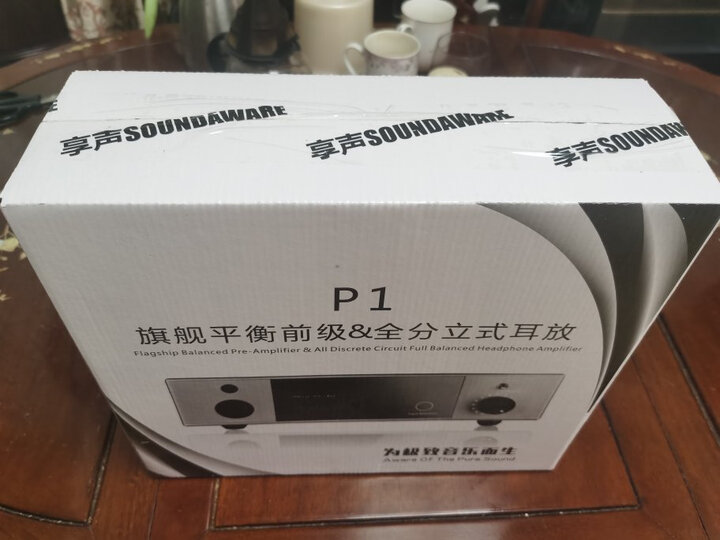 享声SOUNDAWARE
享声SOUNDAWARE
享声SOUNDAWARE
P1
旗舰平衡前级&全分立式耳放
Flagship Balanced Pre-Amplifier & All Discrete Circuit Full Balanced Headphone Amplifier
为极致音乐而生
Aware Of The Pure Sound